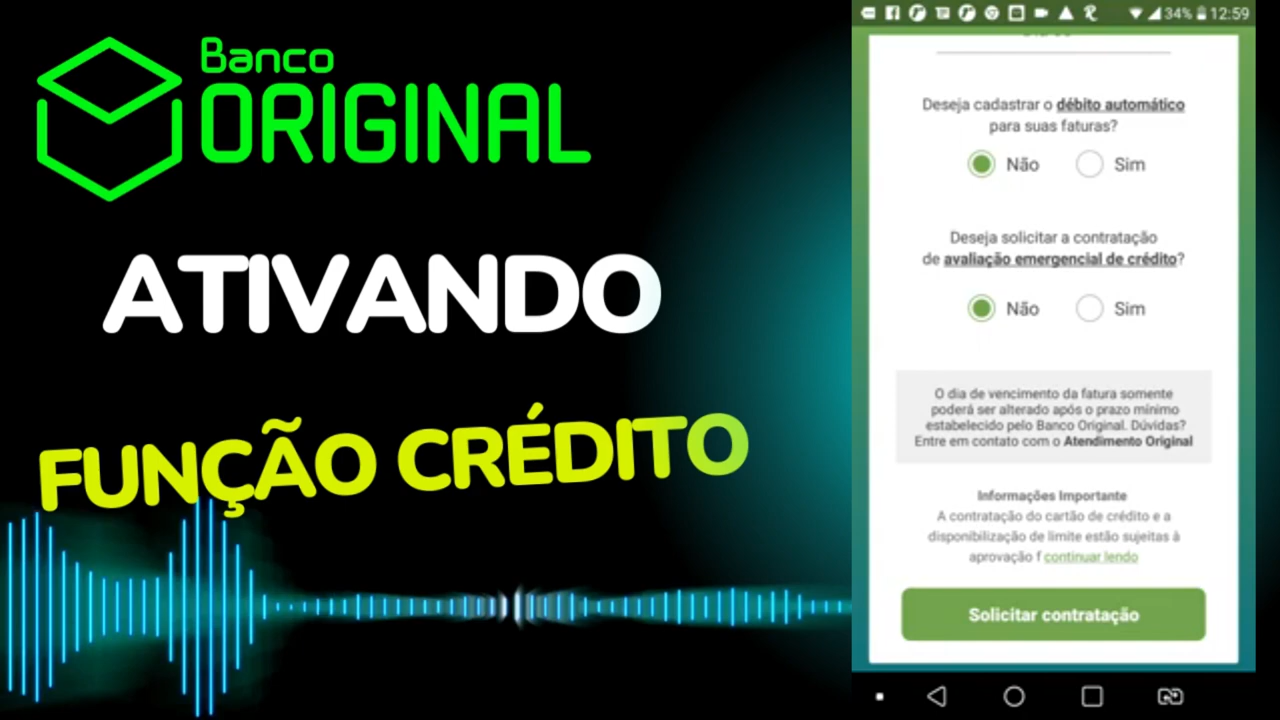 Banco
ORIGINAL
ATIVANDO
FUNÇÃO CRÉDITO
34% 12:59
Deseja cadastrar o débito automático
para suas faturas?
Não Sim
Deseja solicitar a contratação
de avaliação emergencial de crédito?
Não Sim
O dia de vencimento da fatura somente
poderá ser alterado após o prazo mínimo
estabelecido pelo Banco Original. Dúvidas?
Entre em contato com o Atendimento Original
Informações Importante
A contratação do cartão de crédito e a
disponibilização de limite estão sujeitas à
aprovação f continuar lendo
Solicitar contratação